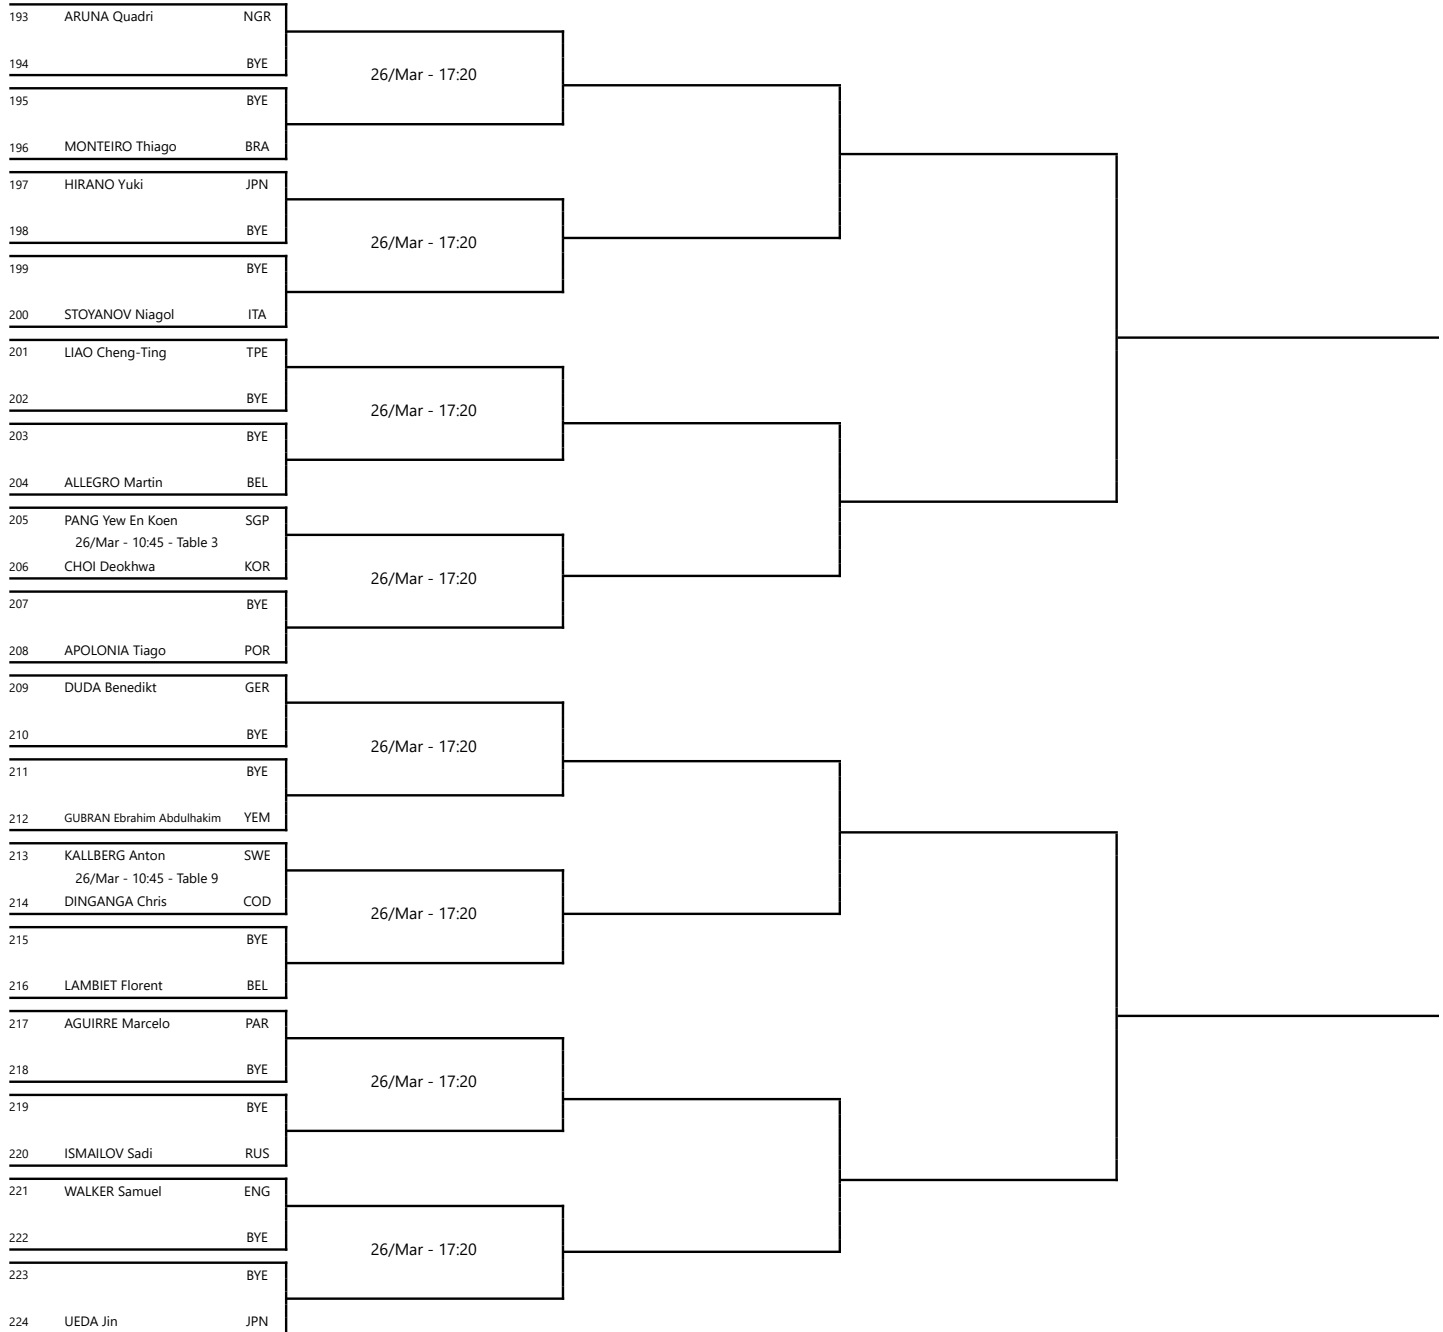 193 ARUNA Quadri NGR
194 BYE
26/Mar - 17:20
195 BYE
196 MONTEIRO Thiago BRA
197 HIRANO Yuki JPN
198 BYE
26/Mar - 17:20
199 BYE
200 STOYANOV Niagol ITA
201 LIAO Cheng-Ting TPE
202 BYE
26/Mar - 17:20
203 BYE
204 ALLEGRO Martin BEL
205 PANG Yew En Koen SGP
26/Mar - 10:45 - Table 3
206 CHOI Deokhwa KOR
26/Mar - 17:20
207 BYE
208 APOLONIA Tiago POR
209 DUDA Benedikt GER
210 BYE
26/Mar - 17:20
211 BYE
212 GUBRAN Ebrahim Abdulhakim YEM
213 KALLBERG Anton SWE
26/Mar - 10:45 - Table 9
214 DINGANGA Chris COD
26/Mar - 17:20
215 BYE
216 LAMBIET Florent BEL
217 AGUIRRE Marcelo PAR
218 BYE
26/Mar - 17:20
219 BYE
220 ISMAILOV Sadi RUS
221 WALKER Samuel ENG
222 BYE
26/Mar - 17:20
223 BYE
224 UEDA Jin JPN